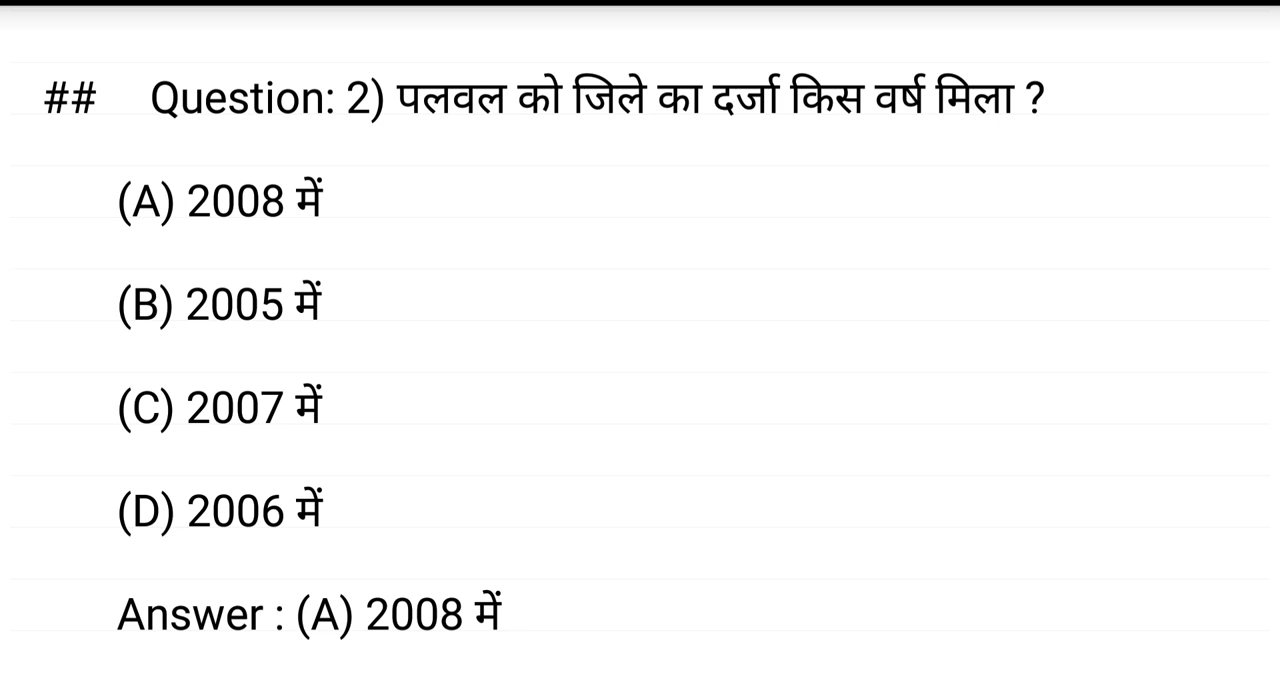 ## Question: 2) पलवल को जिले का दर्जा किस वर्ष मिला ?
(A) 2008 में
(B) 2005 में
(C) 2007 में
(D) 2006 में
Answer : (A) 2008 में